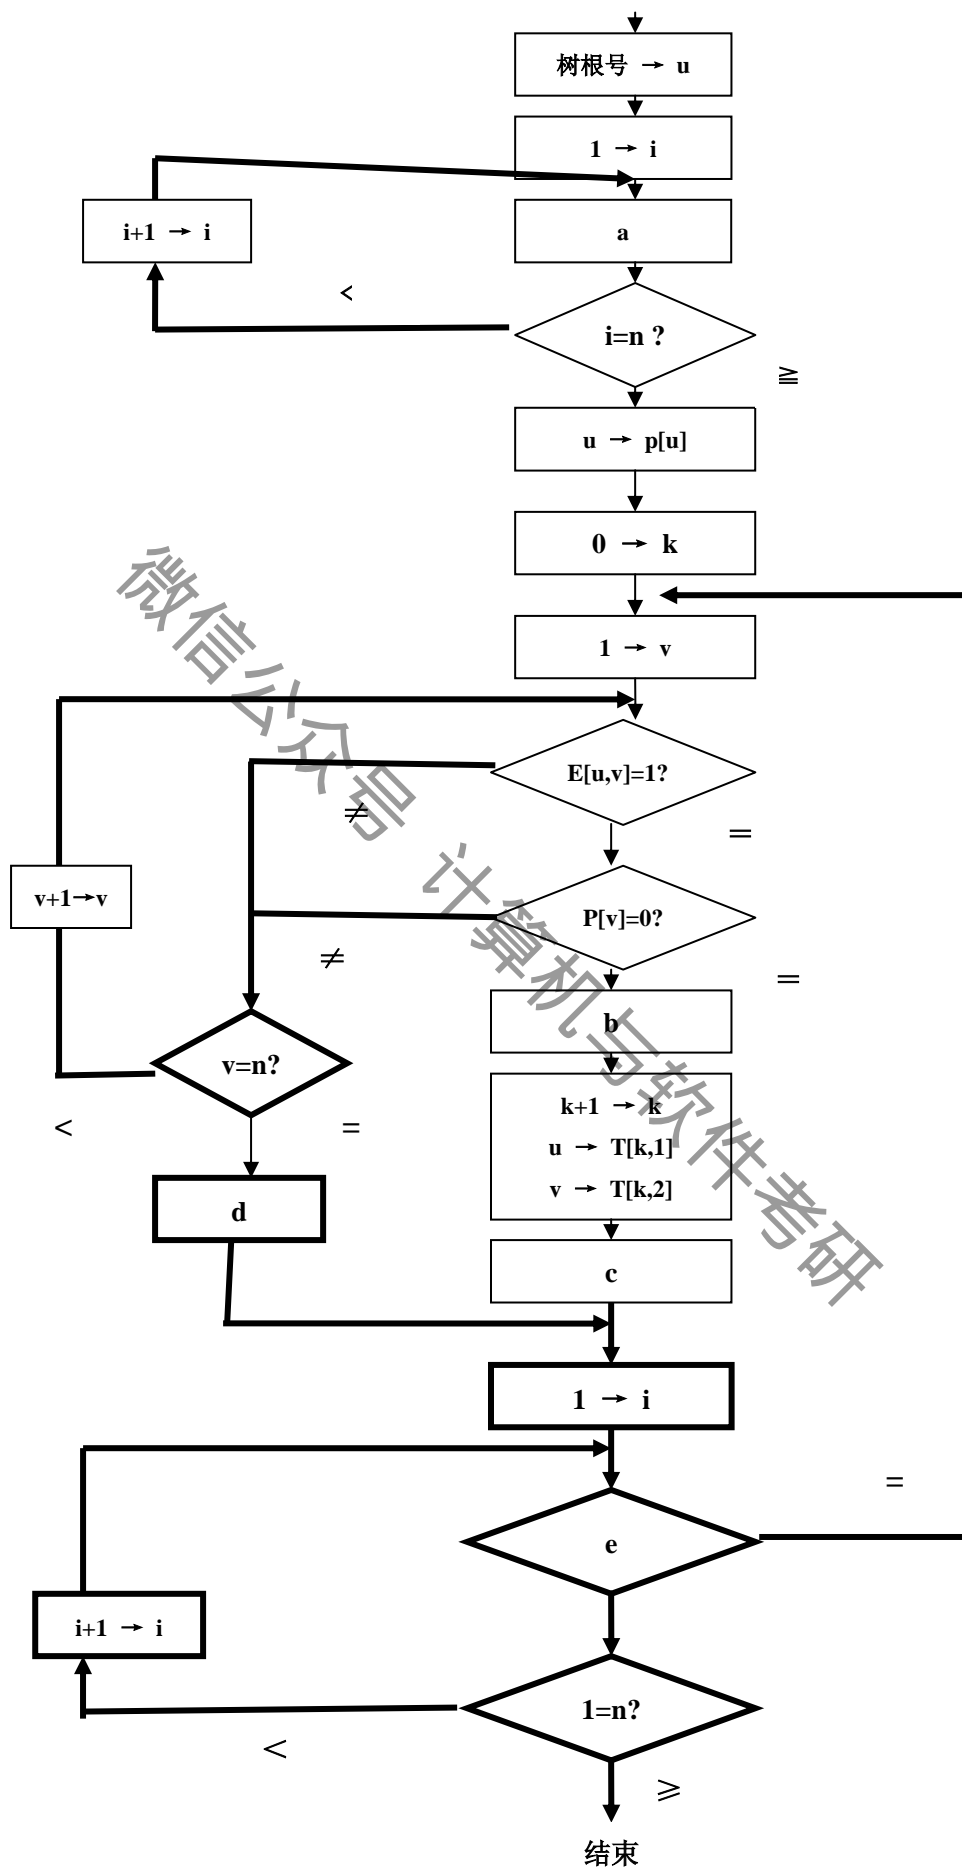 树根号 → u
1 → i
i+1 → i
a
<
i=n ?
≧
u → p[u]
0 → k
1 → v
E[u,v]=1?
≠
=
v+1→v
P[v]=0?
≠
=
b
v=n?
k+1 → k
<
=
u → T[k,1]
v → T[k,2]
d
c
1 → i
=
e
i+1 → i
1=n?
<
≥
结束
微信公众号 计算机与软件考研